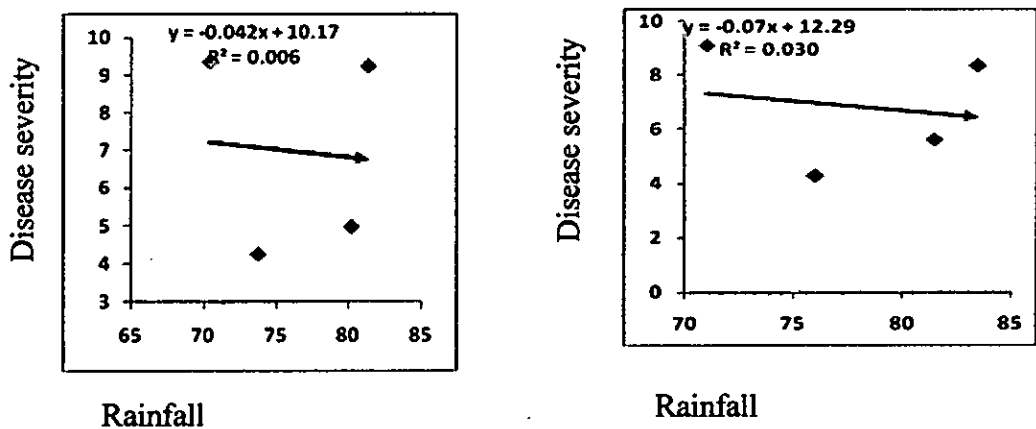 y = -0.042x + 10.17
R² = 0.006
Disease severity
10
9
8
7
6
5
4
3
65 70 75 80 85
Rainfall
y = -0.07x + 12.29
R² = 0.030
Disease severity
10
8
6
4
2
0
70 75 80 85
Rainfall